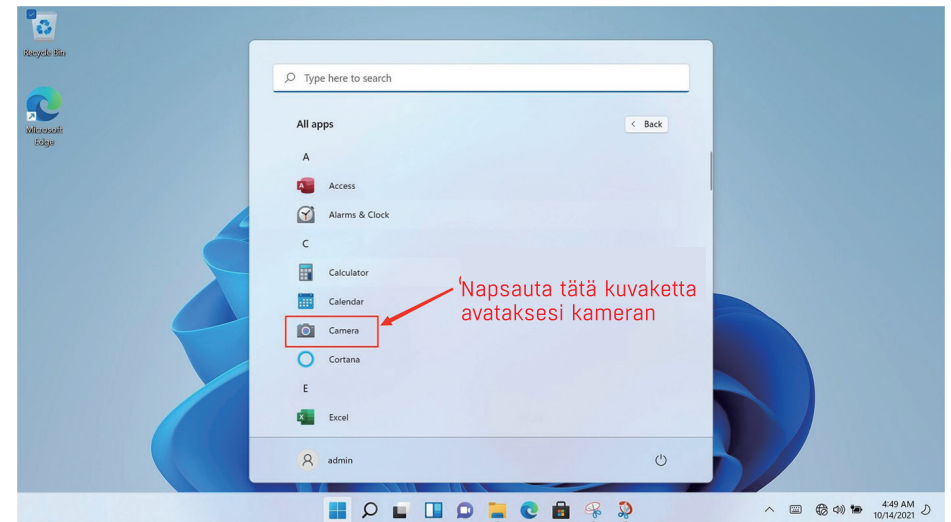 Recycle Bin
Microsoft
Edge
Type here to search
All apps
< Back
A
Access
Alarms & Clock
C
Calculator
Calendar
Camera
Cortana
E
Excel
Napsauta tätä kuvaketta
avataksesi kameran
admin
4:49 AM
10/14/2021